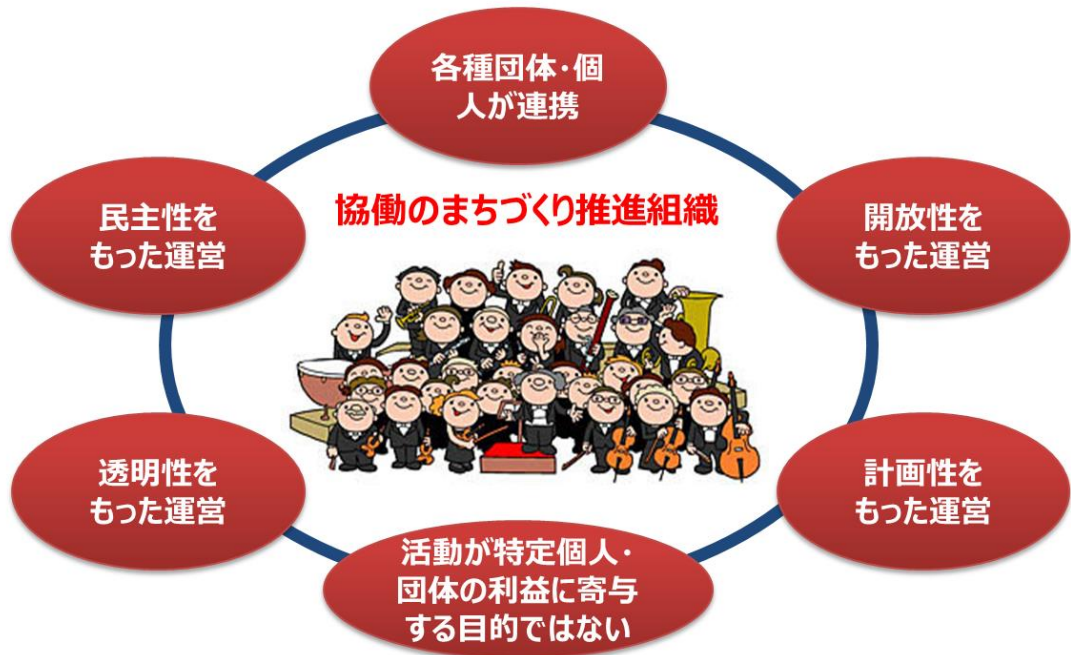 各種団体・個
人が連携
協働のまちづくり推進組織
民主性を
もった運営
開放性を
もった運営
透明性を
もった運営
計画性を
もった運営
活動が特定個人・
団体の利益に寄与
する目的ではない